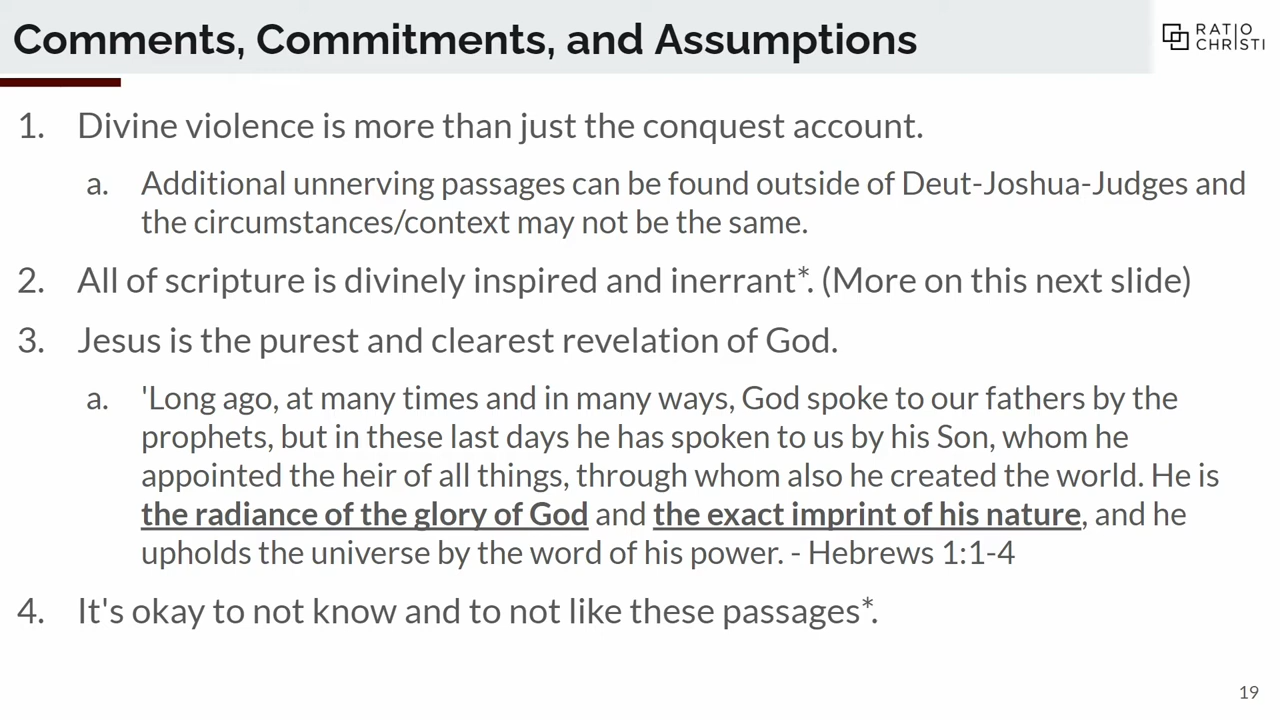 Comments, Commitments, and Assumptions
RATIO
CHRISTI
1. Divine violence is more than just the conquest account.
a. Additional unnerving passages can be found outside of Deut-Joshua-Judges and
the circumstances/context may not be the same.
2. All of scripture is divinely inspired and inerrant*. (More on this next slide)
3. Jesus is the purest and clearest revelation of God.
a. 'Long ago, at many times and in many ways, God spoke to our fathers by the
prophets, but in these last days he has spoken to us by his Son, whom he
appointed the heir of all things, through whom also he created the world. He is
the radiance of the glory of God and the exact imprint of his nature, and he
upholds the universe by the word of his power. - Hebrews 1:1-4
4. It's okay to not know and to not like these passages*.
19